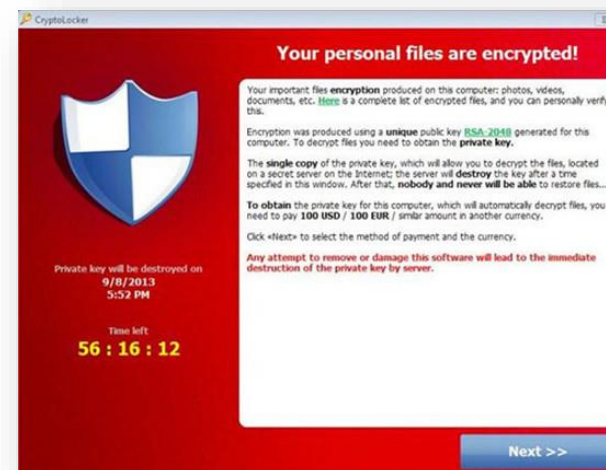 CryptoLocker
Your personal files are encrypted!
Your important files encryption produced on this computer: photos, videos,
documents, etc. Here is a complete list of encrypted files, and you can personally verify
this.
Encryption was produced using a unique public key RSA-2048 generated for this
computer. To decrypt files you need to obtain the private key.
The single copy of the private key, which will allow you to decrypt the files, located
on a secret server on the Internet; the server will destroy the key after a time
specified in this window. After that, nobody and never will be able to restore files...
To obtain the private key for this computer, which will automatically decrypt files, you
need to pay 100 USD / 100 EUR / similar amount in another currency.
Click «Next» to select the method of payment and the currency.
Any attempt to remove or damage this software will lead to the immediate
destruction of the private key by server.
Private key will be destroyed on
9/8/2013
5:52 PM
Time left
56 : 16 : 12
Next >>